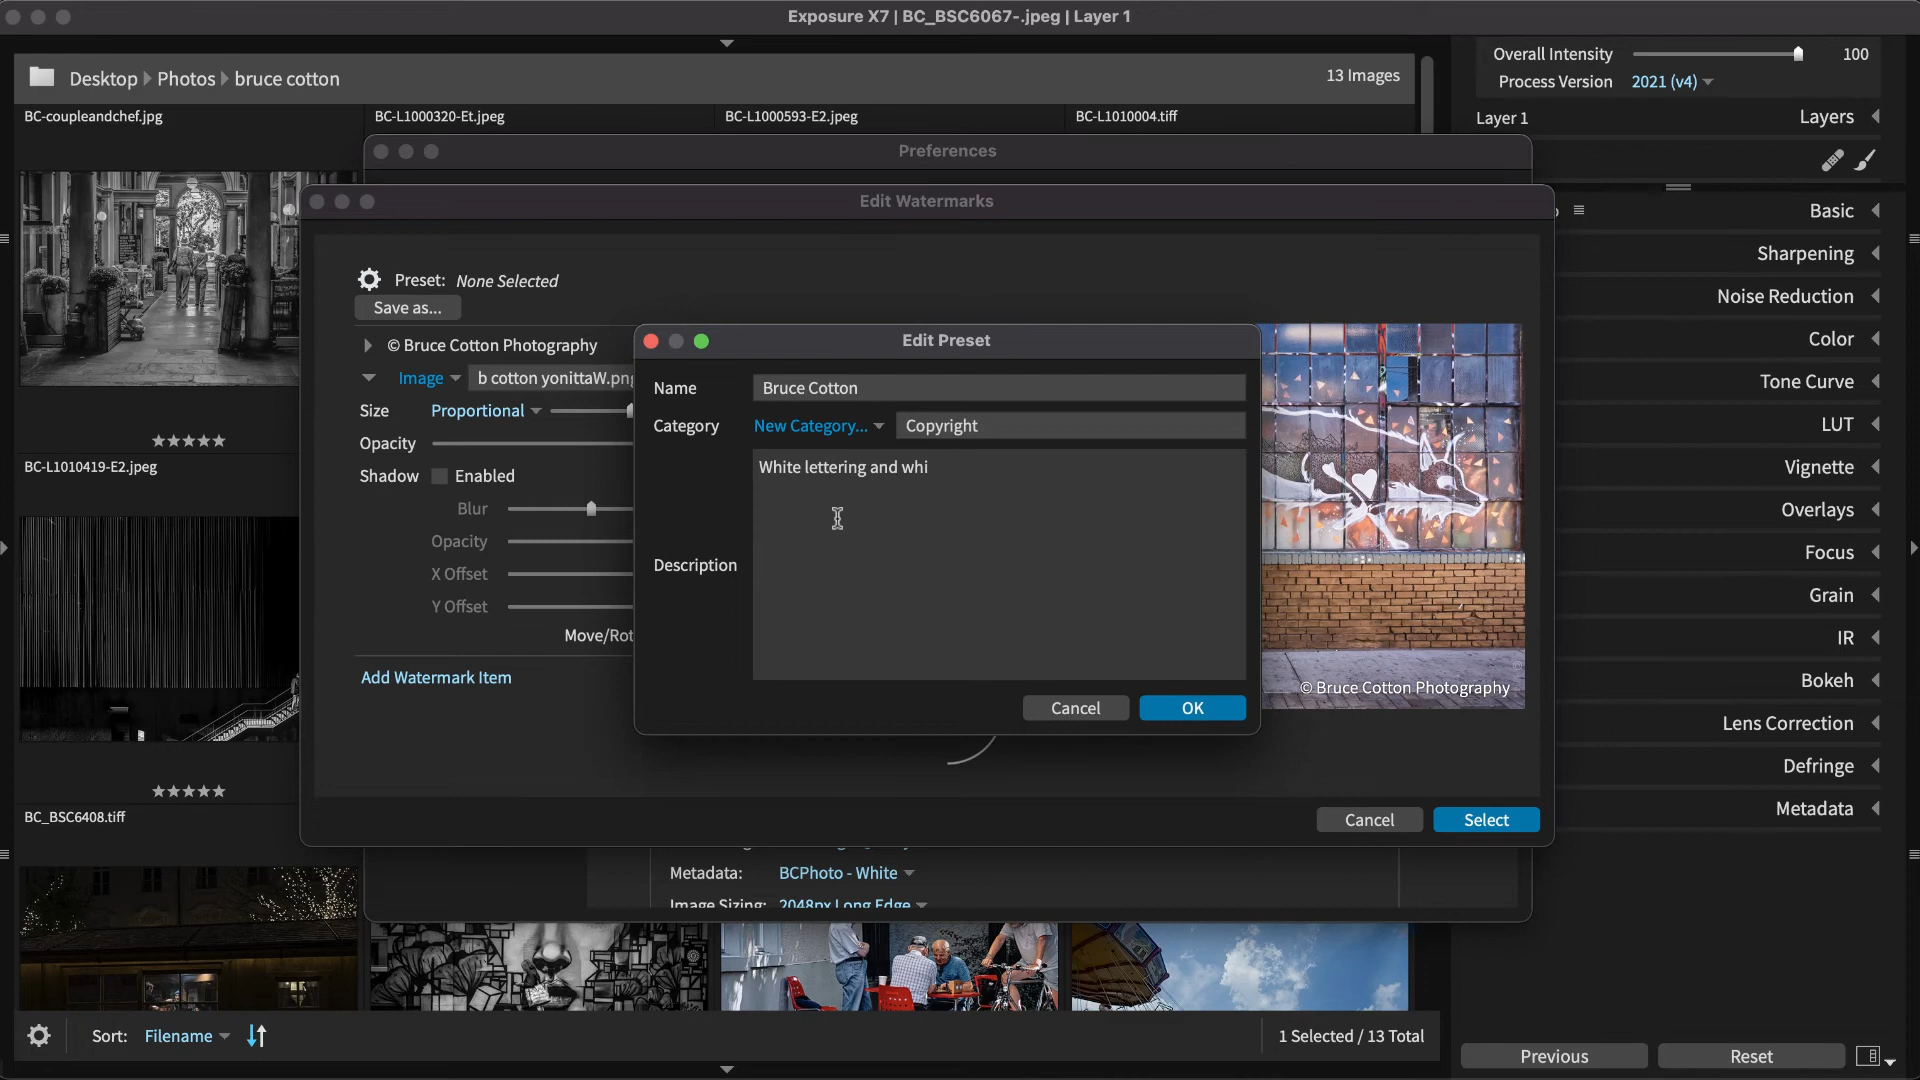 Exposure X7 | BC_BSC6067-.jpeg | Layer 1
Desktop Photos bruce cotton
13 Images
Overall Intensity 100
Process Version 2021 (v4)
BC-coupleandchef.jpg
BC-L1000320-Et.jpeg
BC-L1000593-E2.jpeg
BC-L1010004.tiff
Layer 1
Layers
Preferences
Edit Watermarks
Basic
Sharpening
Noise Reduction
Color
Tone Curve
LUT
Vignette
Overlays
Focus
Grain
IR
Bokeh
Lens Correction
Defringe
Metadata
Preset: None Selected
Save as...
© Bruce Cotton Photography
Image b cotton yonittaW.png
Size Proportional
Opacity
Shadow Enabled
Blur
Opacity
X Offset
Y Offset
Move/Rot
Add Watermark Item
Edit Preset
Name Bruce Cotton
Category New Category... Copyright
White lettering and whi
Description
Cancel OK
© Bruce Cotton Photography
Cancel Select
BC-L1010419-E2.jpeg
BC_BSC6408.tiff
Metadata: BCPhoto - White
Image Sizing: 2048px Long Edge
Sort: Filename
1 Selected / 13 Total
Previous Reset